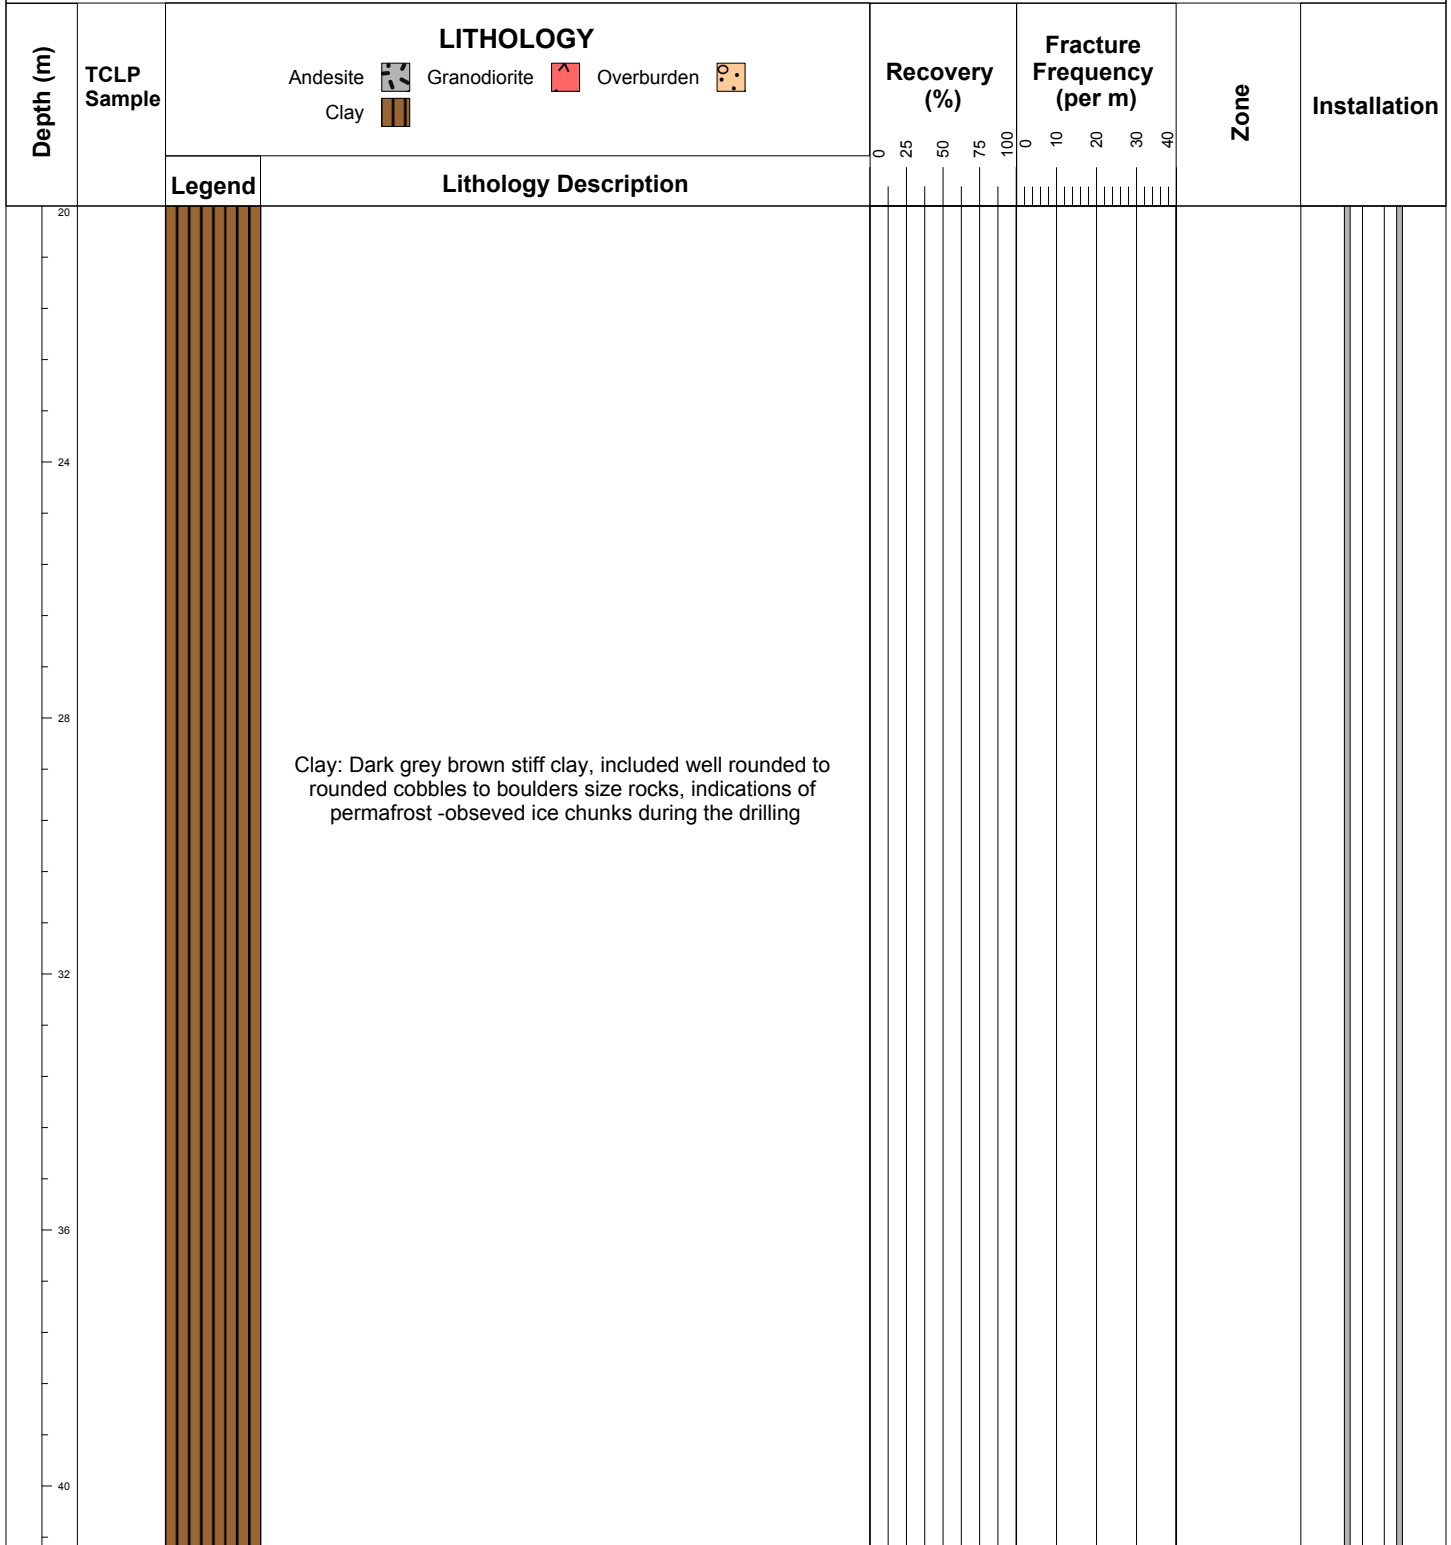 Depth (m)
TCLP
Sample
LITHOLOGY
Andesite Granodiorite Overburden
Clay
Legend
Lithology Description
Recovery
(%)
0 25 50 75 100
Fracture
Frequency
(per m)
0 10 20 30 40
Zone
Installation
20
24
28
Clay: Dark grey brown stiff clay, included well rounded to
rounded cobbles to boulders size rocks, indications of
permafrost -obseved ice chunks during the drilling
32
36
40